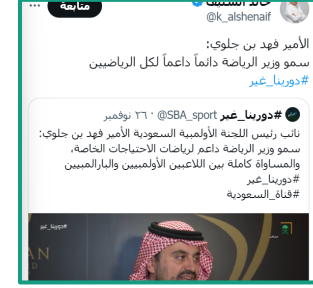 خالد الشنيف
متابعة
@k_alshenaif
الأمير فهد بن جلوي:
سمو وزير الرياضة دائماً داعماً لكل الرياضيين
#دورينا_غير
#دورينا_غير @SBA_sport · ٢٦ نوفمبر
نائب رئيس اللجنة الأولمبية السعودية الأمير فهد بن جلوي:
سمو وزير الرياضة داعم لرياضات الاحتياجات الخاصة،
والمساواة كاملة بين اللاعبين الأولمبيين والبارالمبيين
#دورينا_غير
#قناة_السعودية
#دورينا_غير